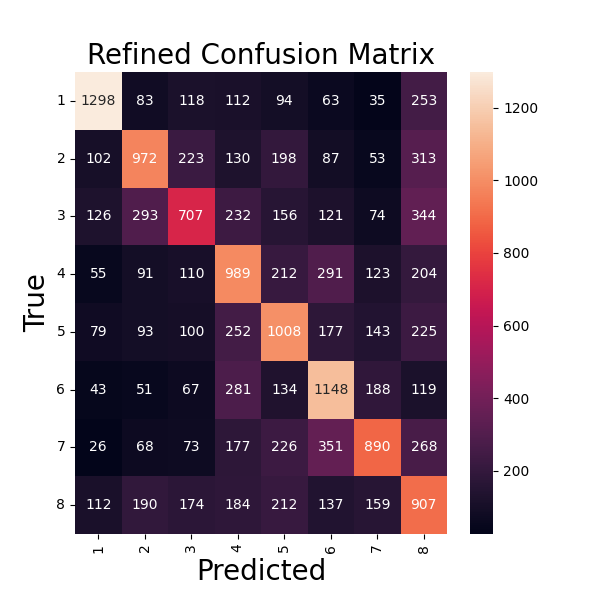 Refined Confusion Matrix
1 1298 83 118 112 94 63 35 253
2 102 972 223 130 198 87 53 313
3 126 293 707 232 156 121 74 344
4 55 91 110 989 212 291 123 204
5 79 93 100 252 1008 177 143 225
6 43 51 67 281 134 1148 188 119
7 26 68 73 177 226 351 890 268
8 112 190 174 184 212 137 159 907
1 2 3 4 5 6 7 8
Predicted
True
1200
1000
800
600
400
200